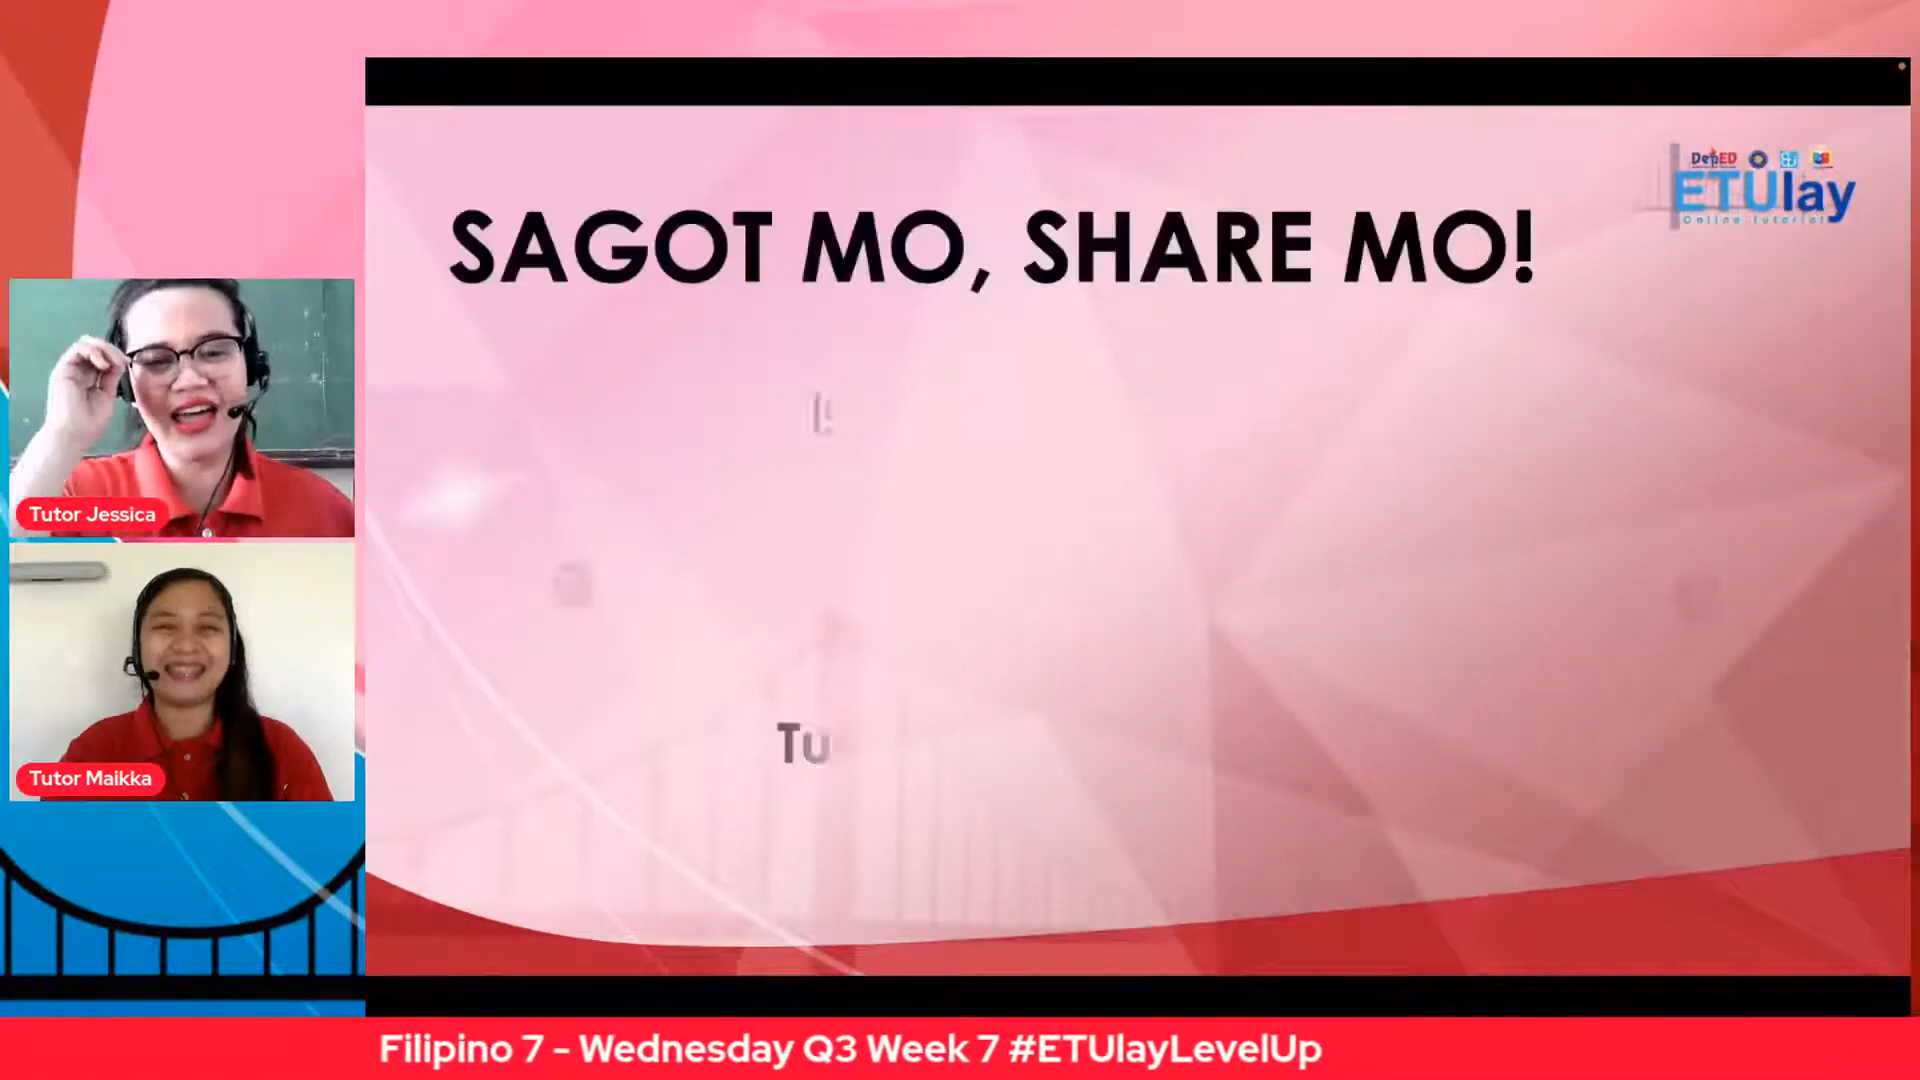 DepED
ETUlay
Online Tutorial
SAGOT MO, SHARE MO!
Tutor Jessica
Tutor Maikka
Tu
Filipino 7 - Wednesday Q3 Week 7 #ETUlayLevelUp